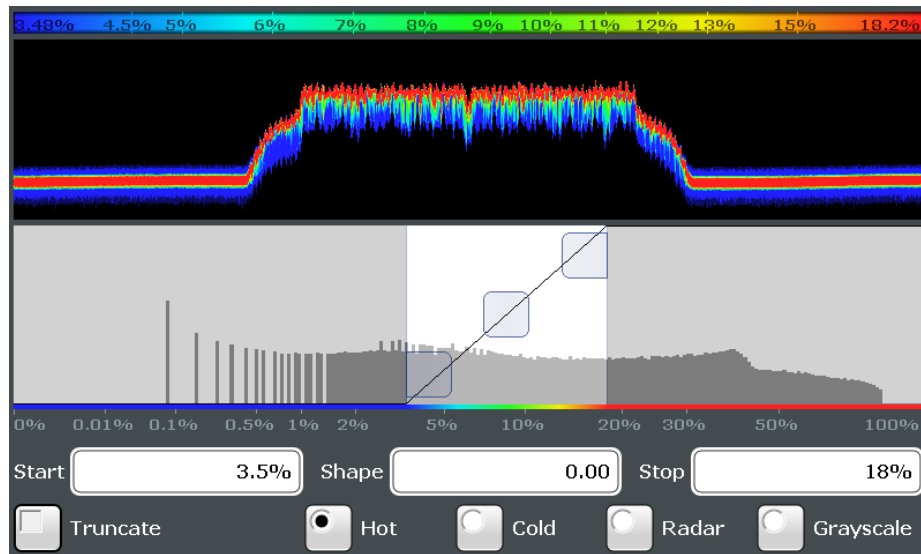 3.48% 4.5% 5% 6% 7% 8% 9% 10% 11% 12% 13% 15% 18.2%
0% 0.01% 0.1% 0.5% 1% 2% 5% 10% 20% 30% 50% 100%
Start 3.5% Shape 0.00 Stop 18%
Truncate Hot Cold Radar Grayscale